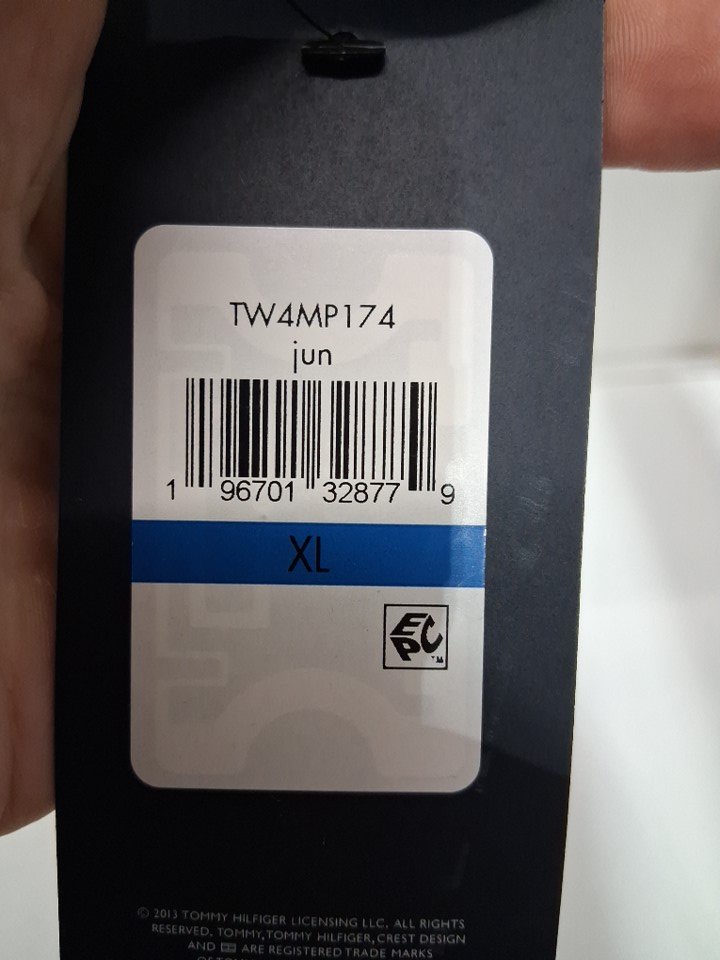 TW4MP174
jun
1 96701 32877 9
XL
EPC
TM
© 2013 TOMMY HILFIGER LICENSING LLC. ALL RIGHTS
RESERVED, TOMMY, TOMMY HILFIGER, CREST DESIGN
AND ARE REGISTERED TRADE MARKS